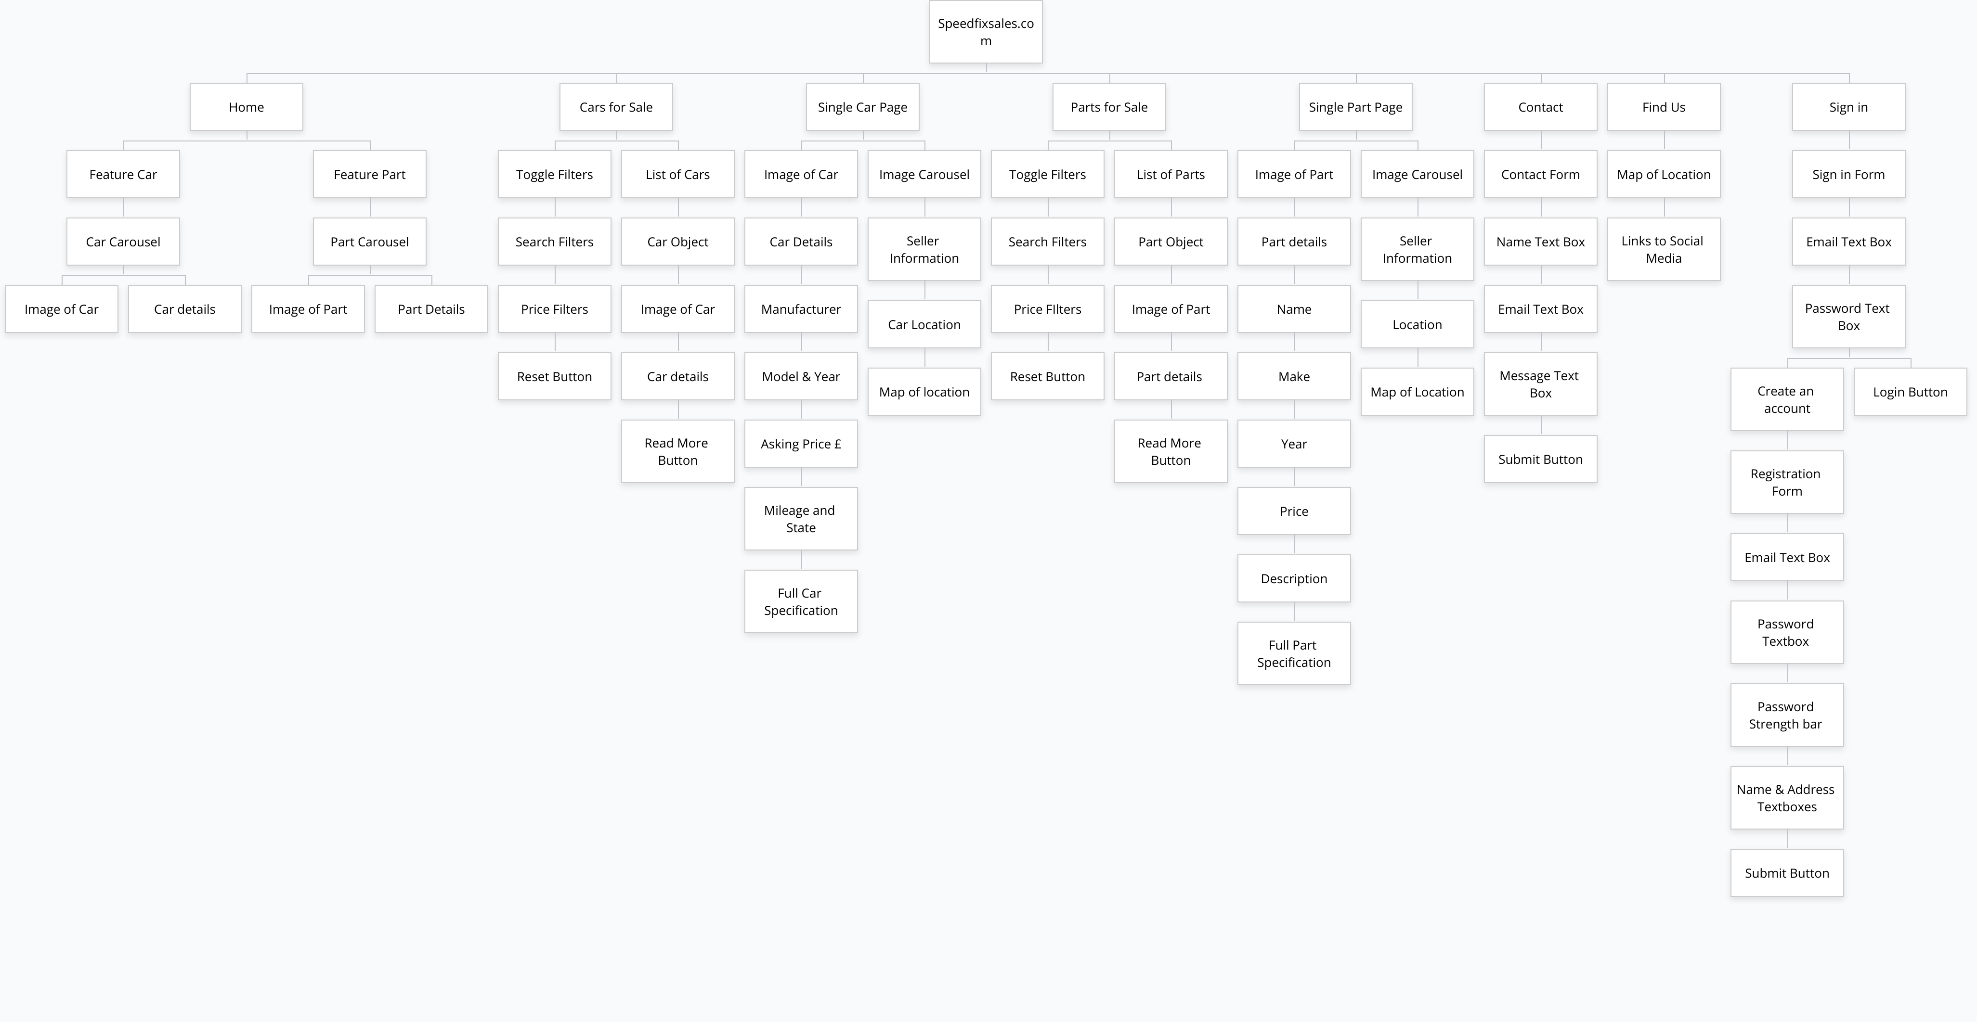 Speedfixsales.co
m
Home
Cars for Sale
Single Car Page
Parts for Sale
Single Part Page
Contact
Find Us
Sign in
Feature Car
Feature Part
Toggle Filters
List of Cars
Image of Car
Image Carousel
Toggle Filters
List of Parts
Image of Part
Image Carousel
Contact Form
Map of Location
Sign in Form
Car Carousel
Part Carousel
Search Filters
Car Object
Car Details
Seller
Information
Search Filters
Part Object
Part details
Seller
Information
Name Text Box
Links to Social
Media
Email Text Box
Image of Car
Car details
Image of Part
Part Details
Price Filters
Image of Car
Manufacturer
Car Location
Price FIlters
Image of Part
Name
Location
Email Text Box
Password Text
Box
Reset Button
Car details
Model & Year
Map of location
Reset Button
Part details
Make
Map of Location
Message Text
Box
Create an
account
Login Button
Read More
Button
Asking Price £
Read More
Button
Year
Submit Button
Registration
Form
Mileage and
State
Price
Email Text Box
Full Car
Specification
Description
Password
Textbox
Full Part
Specification
Password
Strength bar
Name & Address
Textboxes
Submit Button